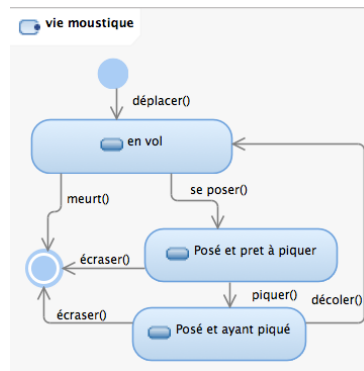 vie moustique
déplacer()
en vol
meurt()
se poser()
écraser()
Posé et pret à piquer
piquer()
décoler()
écraser()
Posé et ayant piqué